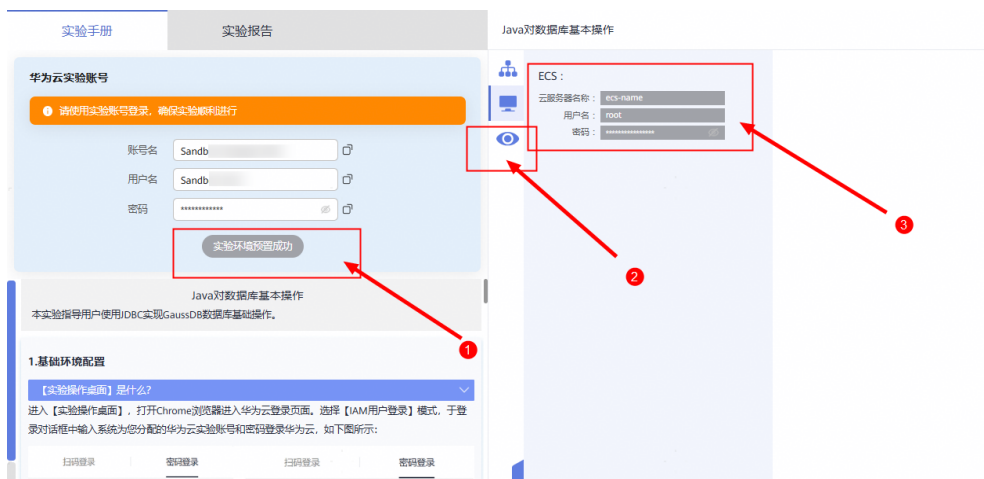 实验手册
实验报告
华为云实验账号
请使用实验账号登录，确保实验顺利进行
账号名 Sandb
用户名 Sandb
密码 ************
实验环境预置成功
Java对数据库基本操作
本实验指导用户使用JDBC实现GaussDB数据库基础操作。
1.基础环境配置
【实验操作桌面】是什么?
进入【实验操作桌面】，打开Chrome浏览器进入华为云登录页面。选择【IAM用户登录】模式，于登
录对话框中输入系统为您分配的华为云实验账号和密码登录华为云，如下图所示：
扫码登录 密码登录 扫码登录 密码登录
Java对数据库基本操作
ECS：
云服务器名称： ecs-name
用户名： root
密码： ***************
1
2
3